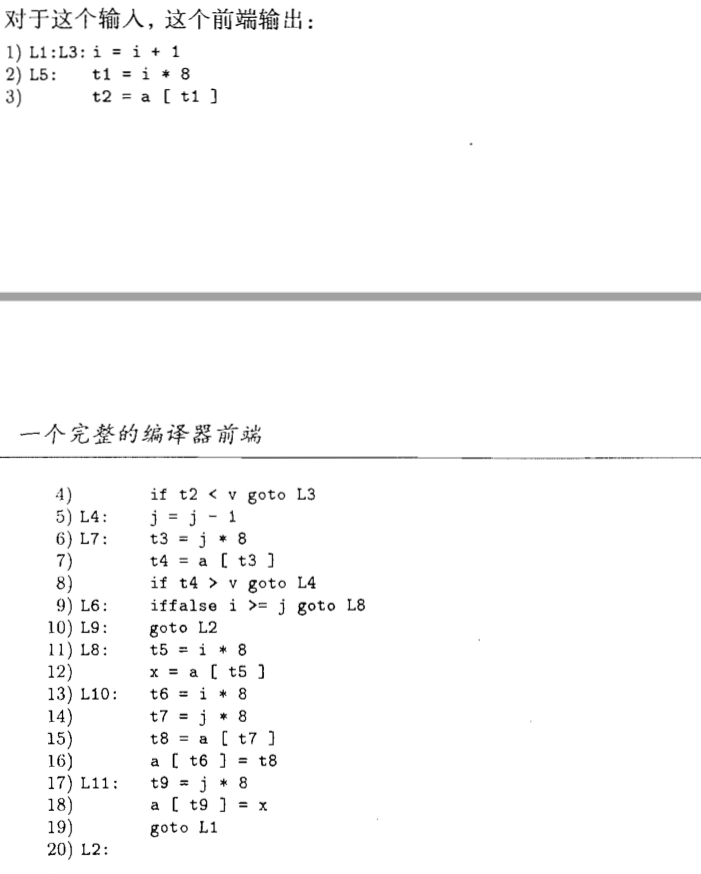 对于这个输入，这个前端输出：
1) L1:L3: i = i + 1
2) L5: t1 = i * 8
3) t2 = a [ t1 ]
一个完整的编译器前端
4) if t2 < v goto L3
5) L4: j = j - 1
6) L7: t3 = j * 8
7) t4 = a [ t3 ]
8) if t4 > v goto L4
9) L6: iffalse i >= j goto L8
10) L9: goto L2
11) L8: t5 = i * 8
12) x = a [ t5 ]
13) L10: t6 = i * 8
14) t7 = j * 8
15) t8 = a [ t7 ]
16) a [ t6 ] = t8
17) L11: t9 = j * 8
18) a [ t9 ] = x
19) goto L1
20) L2: